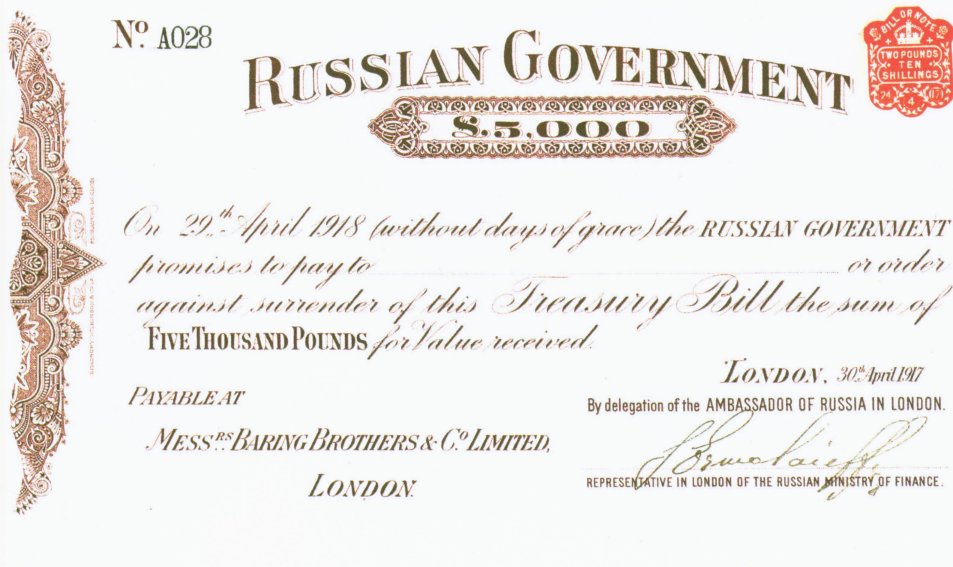 Nº. A028
RUSSIAN GOVERNMENT
£.5,000
BILL OR NOTE
TWO POUNDS
TEN
SHILLINGS
24 4 17
On 29.th April 1918 (without days of grace) the RUSSIAN GOVERNMENT
promises to pay to or order
against surrender of this Treasury Bill the sum of
FIVE THOUSAND POUNDS for Value received.
LONDON, 30th April 1917
By delegation of the AMBASSADOR OF RUSSIA IN LONDON.
PAYABLE AT
MESSRS. BARING BROTHERS & Cº. LIMITED,
LONDON.
REPRESENTATIVE IN LONDON OF THE RUSSIAN MINISTRY OF FINANCE.